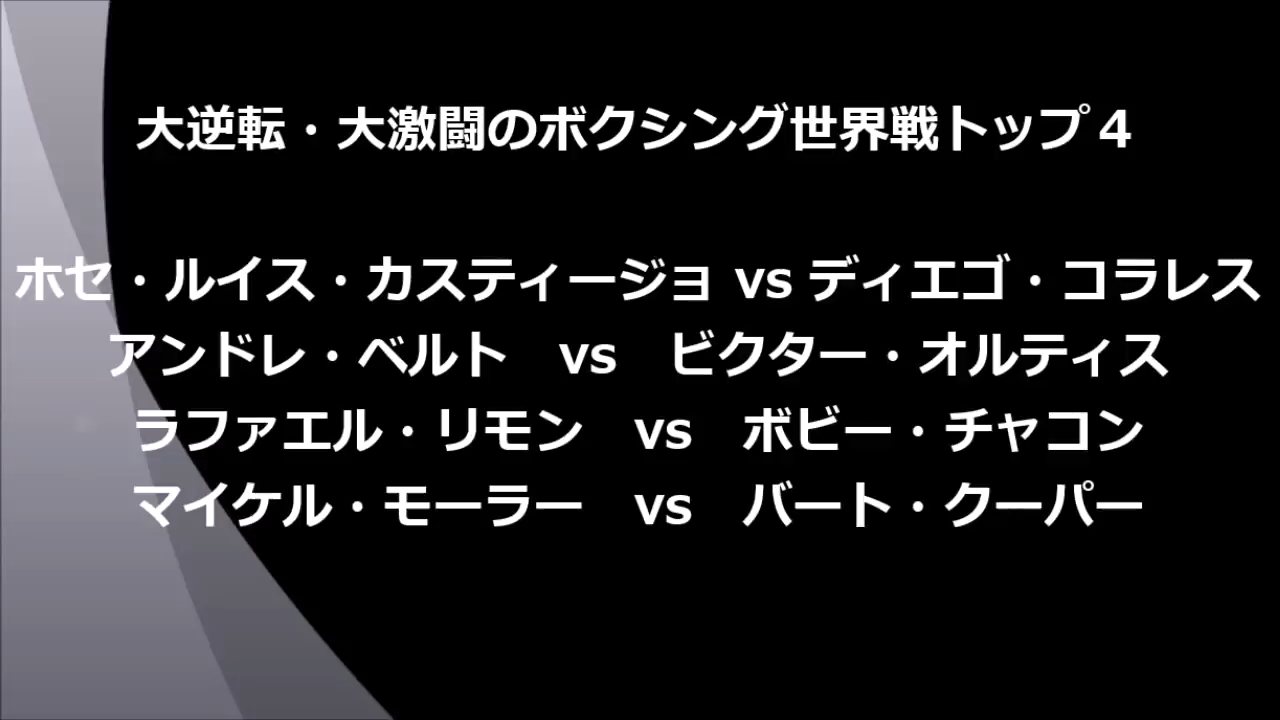 大逆転・大激闘のボクシング世界戦トップ４
ホセ・ルイス・カスティージョ vs ディエゴ・コラレス
アンドレ・ベルト　vs　ビクター・オルティス
ラファエル・リモン　vs　ボビー・チャコン
マイケル・モーラー　vs　バート・クーパー